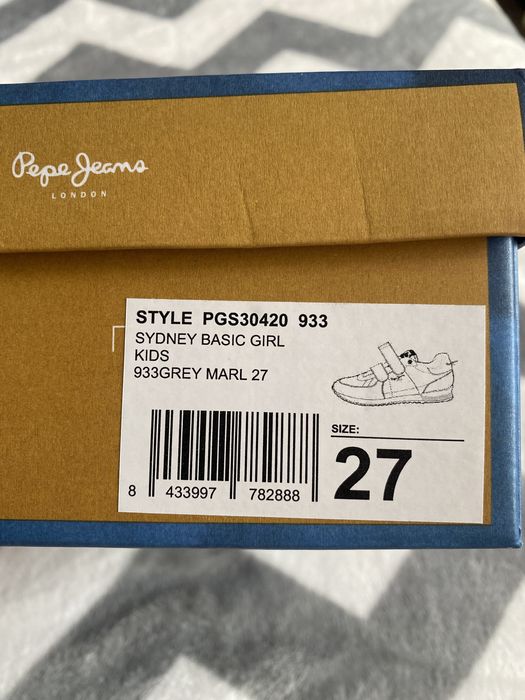 Pepe Jeans
LONDON
STYLE PGS30420 933
SYDNEY BASIC GIRL
KIDS
933GREY MARL 27
SIZE:
27
8 433997 782888